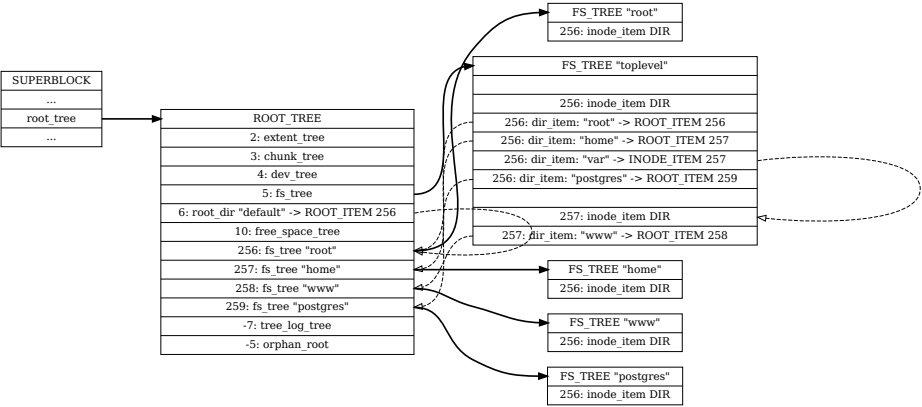 SUPERBLOCK
...
root_tree
...
ROOT_TREE
2: extent_tree
3: chunk_tree
4: dev_tree
5: fs_tree
6: root_dir "default" -> ROOT_ITEM 256
10: free_space_tree
256: fs_tree "root"
257: fs_tree "home"
258: fs_tree "www"
259: fs_tree "postgres"
-7: tree_log_tree
-5: orphan_root
FS_TREE "root"
256: inode_item DIR
FS_TREE "toplevel"
256: inode_item DIR
256: dir_item: "root" -> ROOT_ITEM 256
256: dir_item: "home" -> ROOT_ITEM 257
256: dir_item: "var" -> INODE_ITEM 257
256: dir_item: "postgres" -> ROOT_ITEM 259
257: inode_item DIR
257: dir_item: "www" -> ROOT_ITEM 258
FS_TREE "home"
256: inode_item DIR
FS_TREE "www"
256: inode_item DIR
FS_TREE "postgres"
256: inode_item DIR